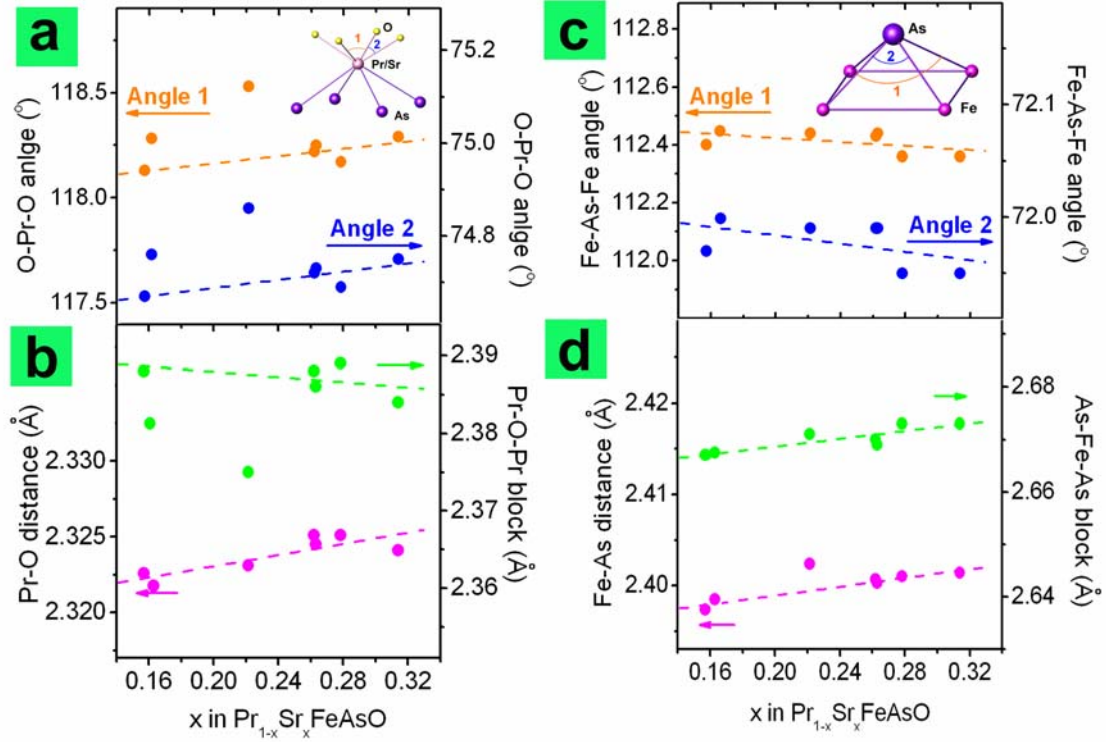 a
O-Pr-O anlge (°)
118.5
118.0
117.5
Angle 1
Angle 2
1
2
O
Pr/Sr
As
75.2
75.0
74.8
O-Pr-O anlge (°)
c
Fe-As-Fe angle (°)
112.8
112.6
112.4
112.2
112.0
Angle 1
Angle 2
As
2
1
Fe
72.1
72.0
Fe-As-Fe angle (°)
b
Pr-O distance (Å)
2.330
2.325
2.320
2.39
2.38
2.37
2.36
Pr-O-Pr block (Å)
0.16 0.20 0.24 0.28 0.32
x in Pr1-xSrxFeAsO
d
Fe-As distance (Å)
2.42
2.41
2.40
2.68
2.66
2.64
As-Fe-As block (Å)
0.16 0.20 0.24 0.28 0.32
x in Pr1-xSrxFeAsO